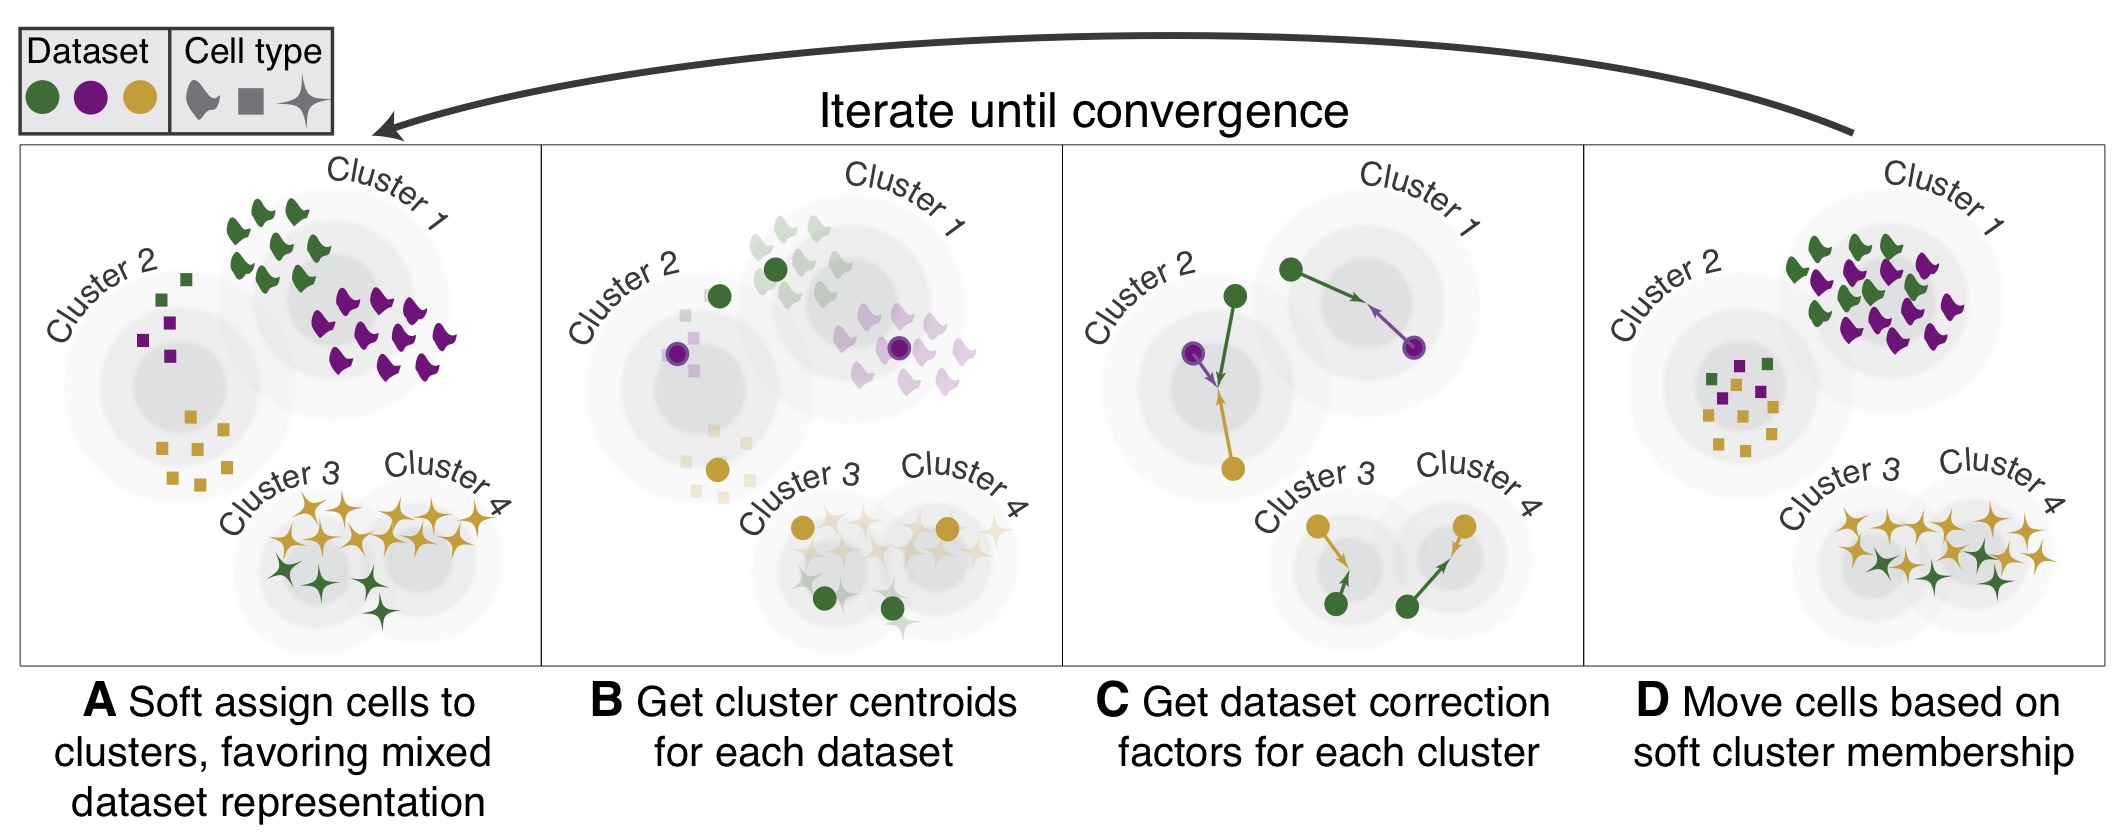 Dataset
Cell type
Iterate until convergence
Cluster 1
Cluster 2
Cluster 3
Cluster 4
Cluster 1
Cluster 2
Cluster 3
Cluster 4
Cluster 1
Cluster 2
Cluster 3
Cluster 4
Cluster 1
Cluster 2
Cluster 3
Cluster 4
A Soft assign cells to
clusters, favoring mixed
dataset representation
B Get cluster centroids
for each dataset
C Get dataset correction
factors for each cluster
D Move cells based on
soft cluster membership